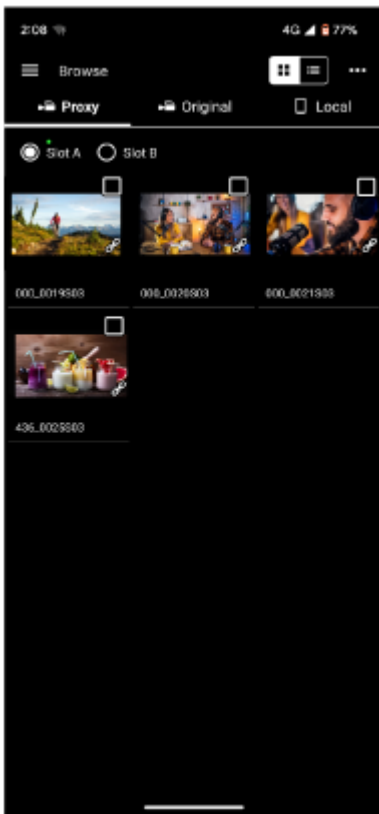 2:08 4G 77%
Browse
Proxy Original Local
Slot A Slot B
000_0019S03 000_0020S03 000_0021S03
436_0025S03